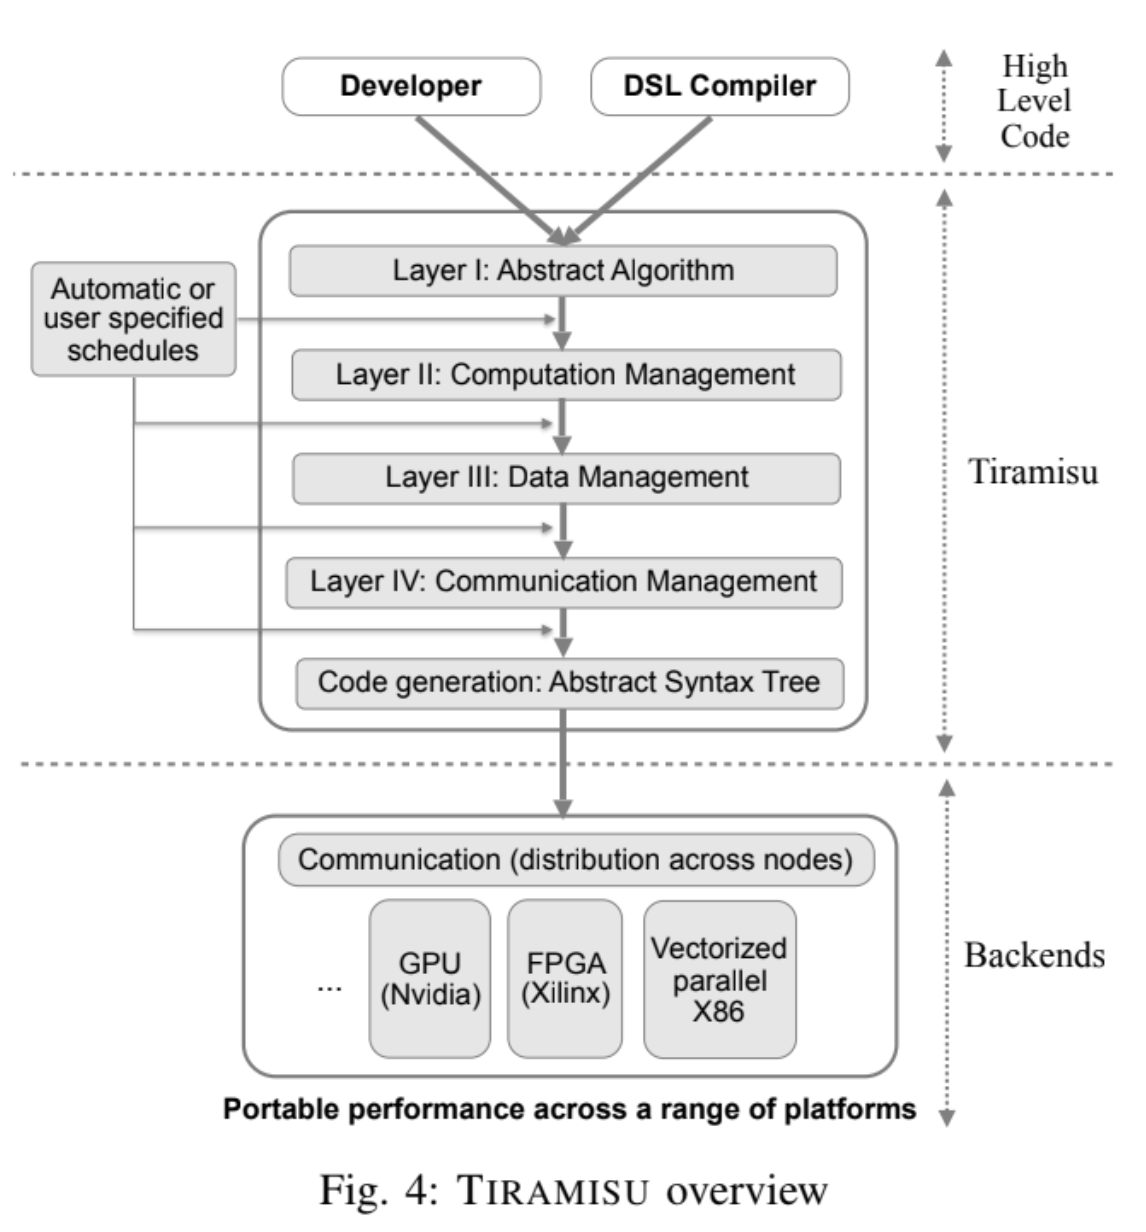 Developer
DSL Compiler
High
Level
Code
Layer I: Abstract Algorithm
Automatic or
user specified
schedules
Layer II: Computation Management
Layer III: Data Management
Tiramisu
Layer IV: Communication Management
Code generation: Abstract Syntax Tree
Communication (distribution across nodes)
...
GPU
(Nvidia)
FPGA
(Xilinx)
Vectorized
parallel
X86
Backends
Portable performance across a range of platforms
Fig. 4: TIRAMISU overview